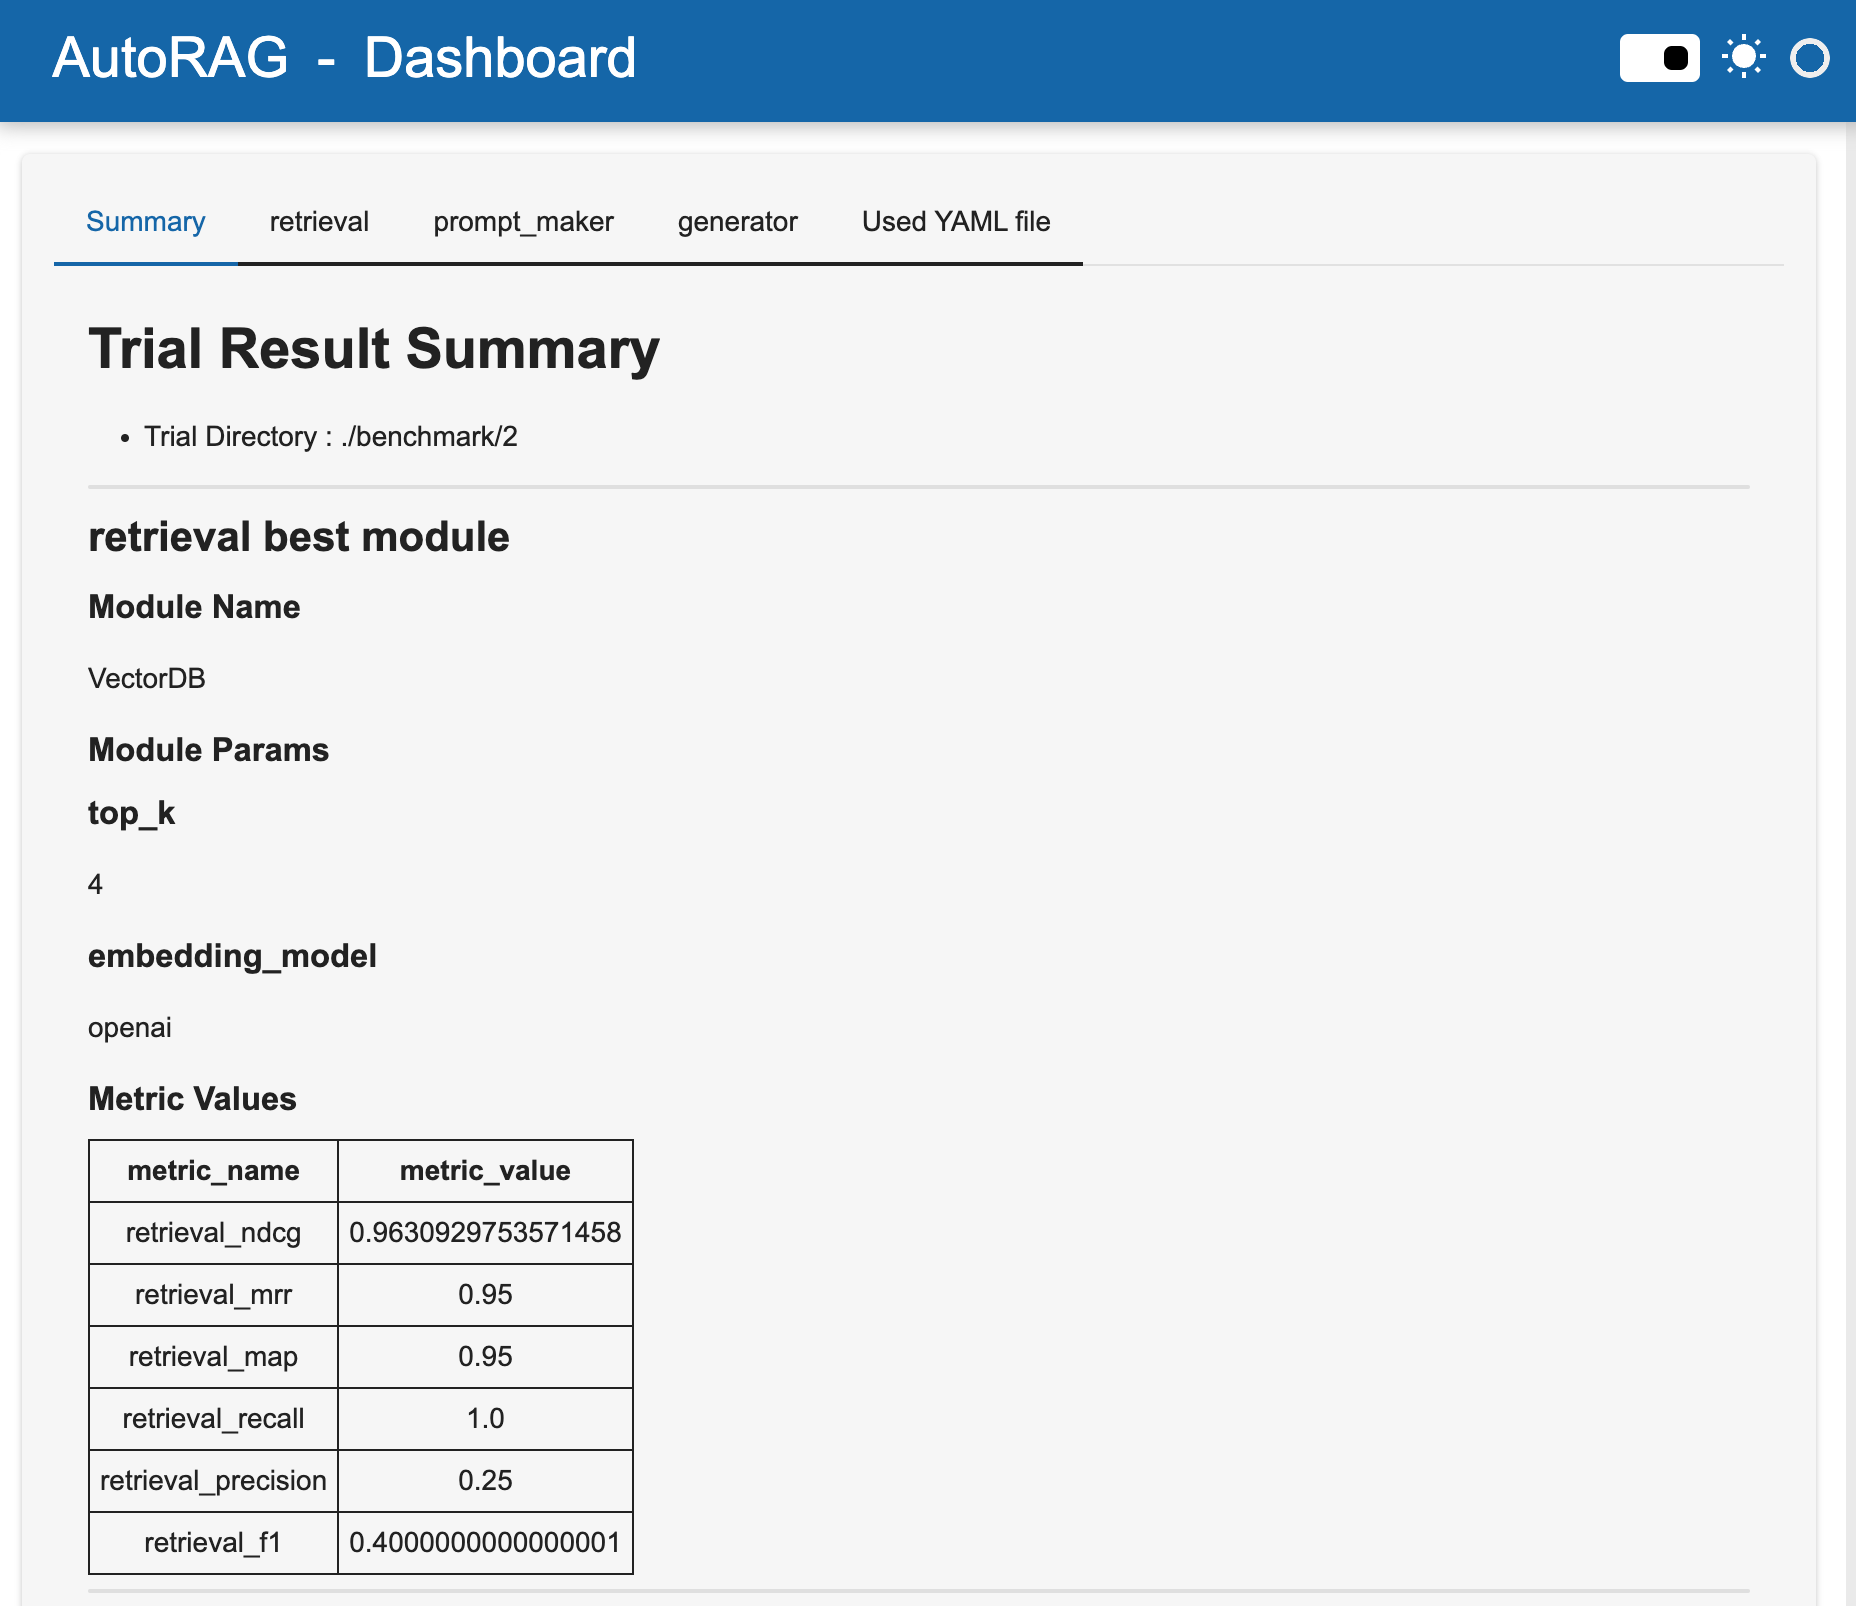 AutoRAG - Dashboard
Summary retrieval prompt_maker generator Used YAML file
Trial Result Summary
• Trial Directory : ./benchmark/2
retrieval best module
Module Name
VectorDB
Module Params
top_k
4
embedding_model
openai
Metric Values
metric_name metric_value
retrieval_ndcg 0.9630929753571458
retrieval_mrr 0.95
retrieval_map 0.95
retrieval_recall 1.0
retrieval_precision 0.25
retrieval_f1 0.4000000000000001